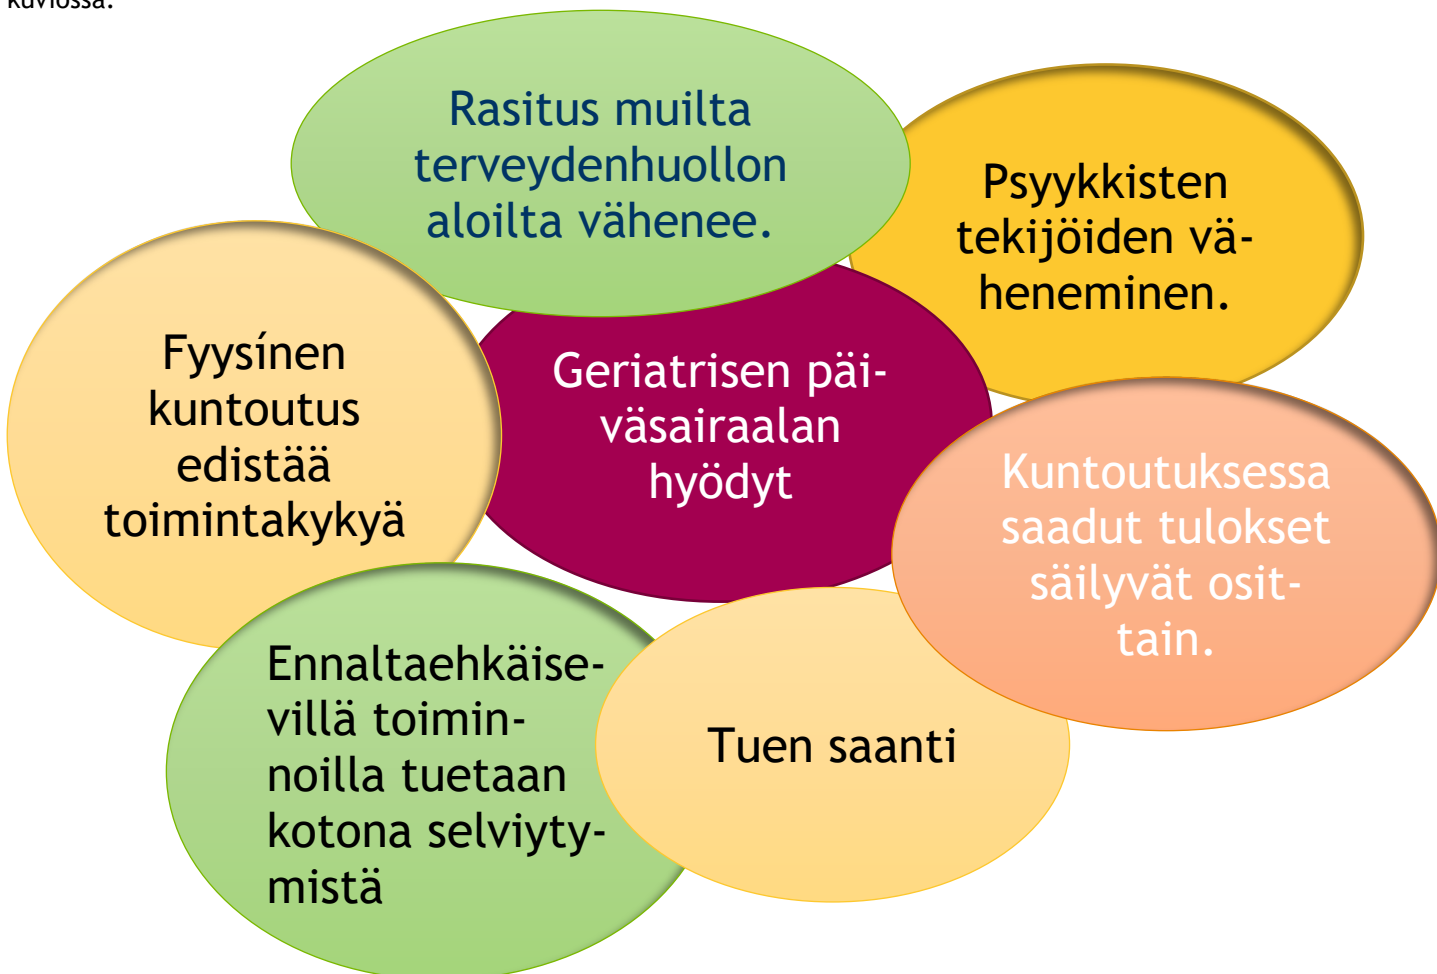 kuviossa.
Rasitus muilta
terveydenhuollon
aloilta vähenee.
Psyykkisten
tekijöiden vä-
heneminen.
Fyysínen
kuntoutus
edistää
toimintakykyä
Geriatrisen päi-
väsairaalan
hyödyt
Kuntoutuksessa
saadut tulokset
säilyvät osit-
tain.
Ennaltaehkäise-
villä toimin-
noilla tuetaan
kotona selviyty-
mistä
Tuen saanti